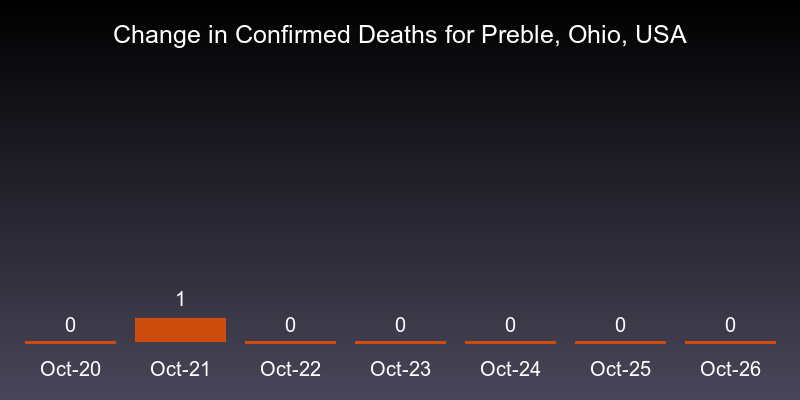 Change in Confirmed Deaths for Preble, Ohio, USA
1
0 0 0 0 0 0
Oct-20 Oct-21 Oct-22 Oct-23 Oct-24 Oct-25 Oct-26